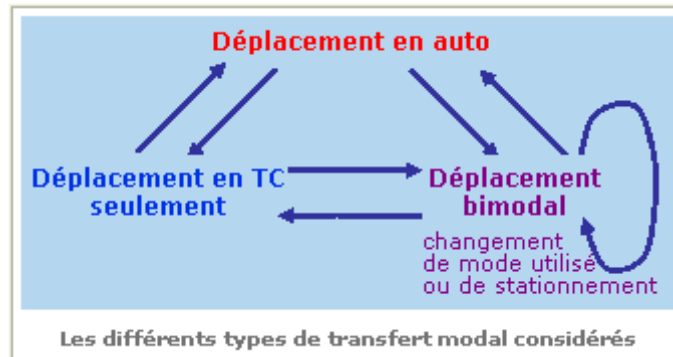 Déplacement en auto
Déplacement en TC
seulement
Déplacement
bimodal
changement
de mode utilisé
ou de stationnement
Les différents types de transfert modal considérés